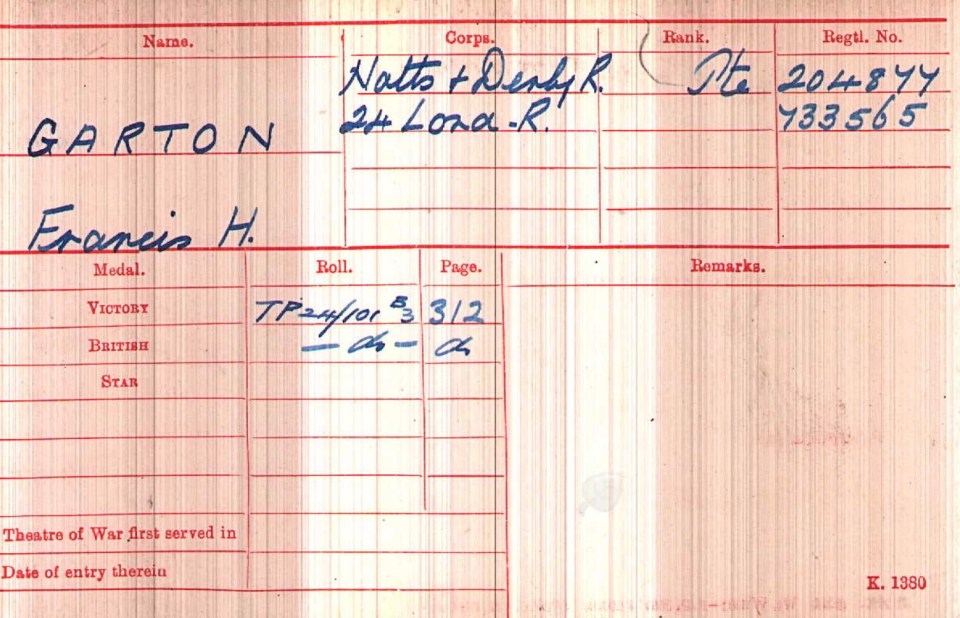 Name. Corps. Rank. Regtl. No.
Notts + Derby R. Pte 204877
24 Lond. R. 733565
GARTON
Francis H.
Medal. Roll. Page. Remarks.
VICTORY TP24/101 B3 312
BRITISH — do — do
STAR
Theatre of War first served in
Date of entry therein
K. 1380